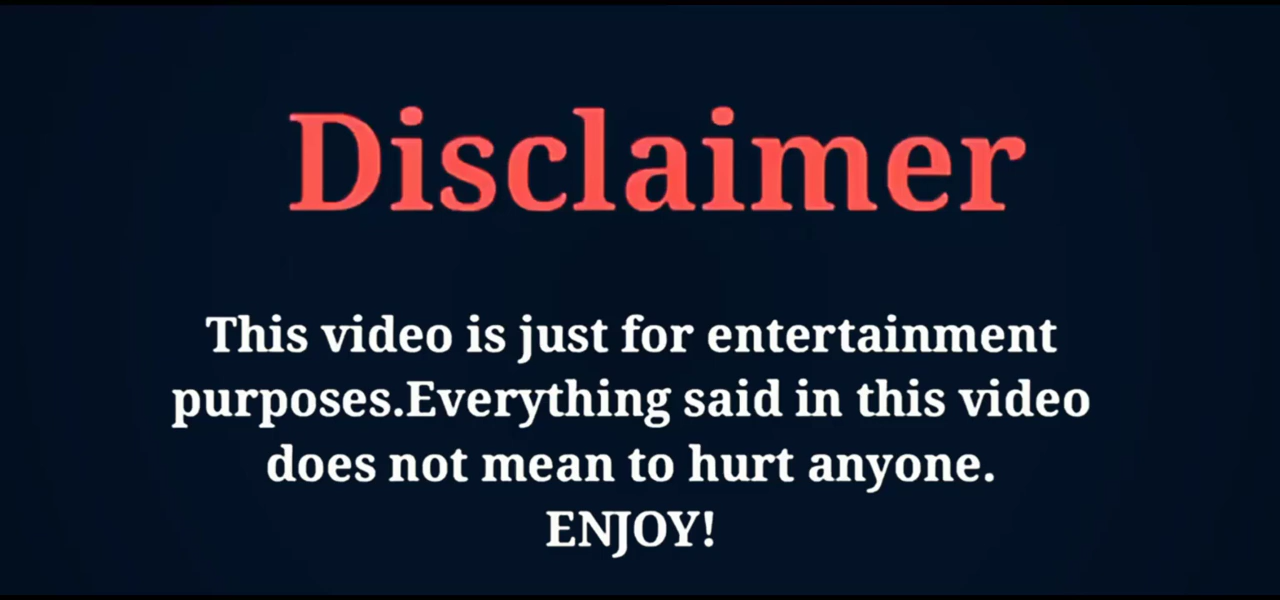 Disclaimer
This video is just for entertainment
purposes.Everything said in this video
does not mean to hurt anyone.
ENJOY!